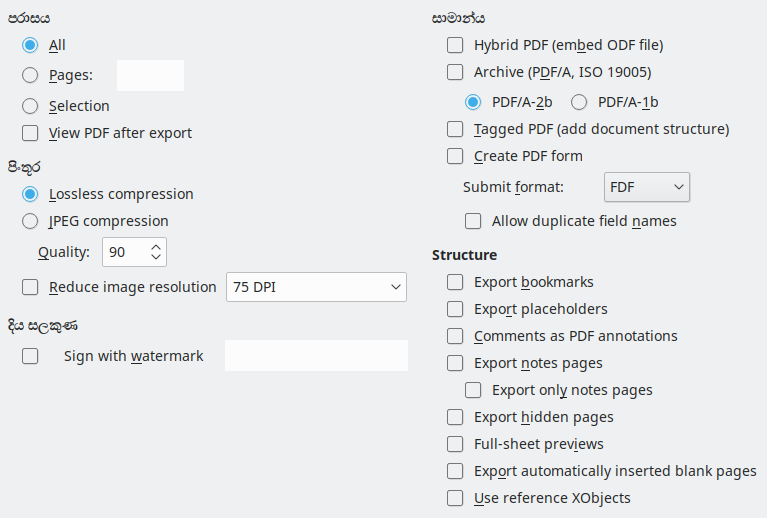 පරාසය
All
Pages:
Selection
View PDF after export
පිංතූර
Lossless compression
JPEG compression
Quality: 90
Reduce image resolution 75 DPI
දිය සලකුණ
Sign with watermark
සාමාන්ය
Hybrid PDF (embed ODF file)
Archive (PDF/A, ISO 19005)
PDF/A-2b PDF/A-1b
Tagged PDF (add document structure)
Create PDF form
Submit format: FDF
Allow duplicate field names
Structure
Export bookmarks
Export placeholders
Comments as PDF annotations
Export notes pages
Export only notes pages
Export hidden pages
Full-sheet previews
Export automatically inserted blank pages
Use reference XObjects